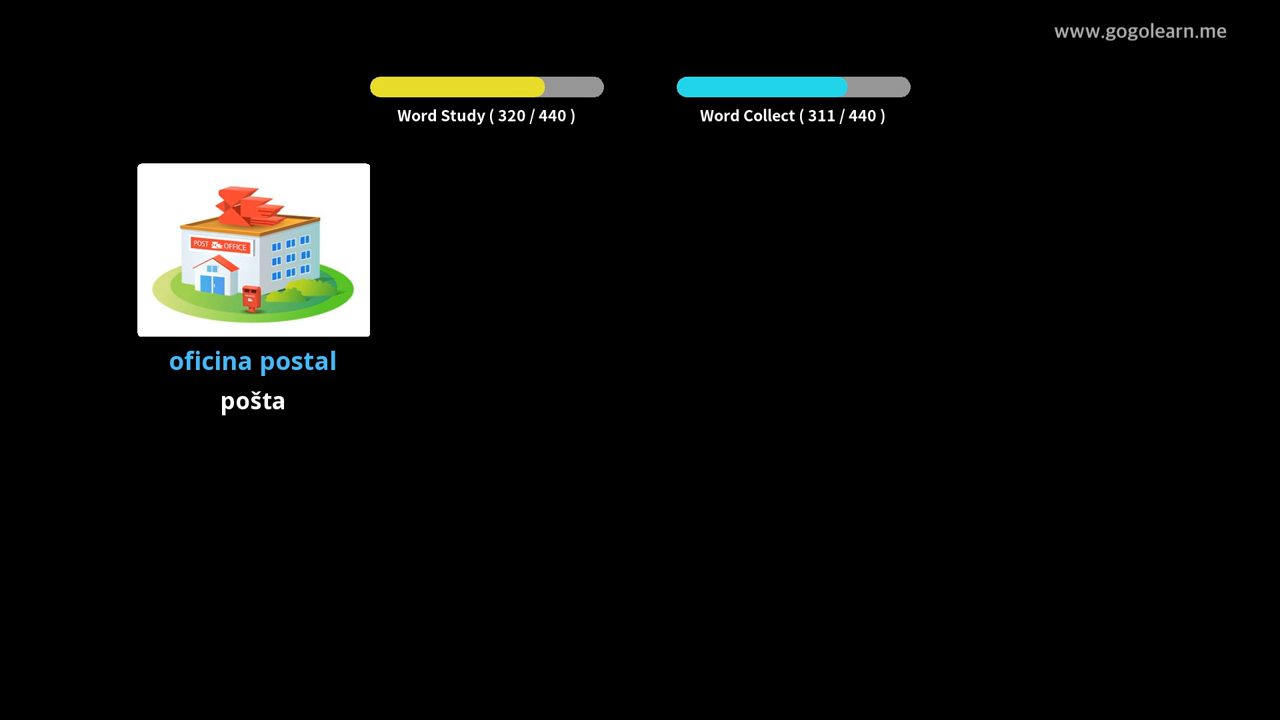 www.gogolearn.me
Word Study ( 320 / 440 )
Word Collect ( 311 / 440 )
POST OFFICE
oficina postal
pošta